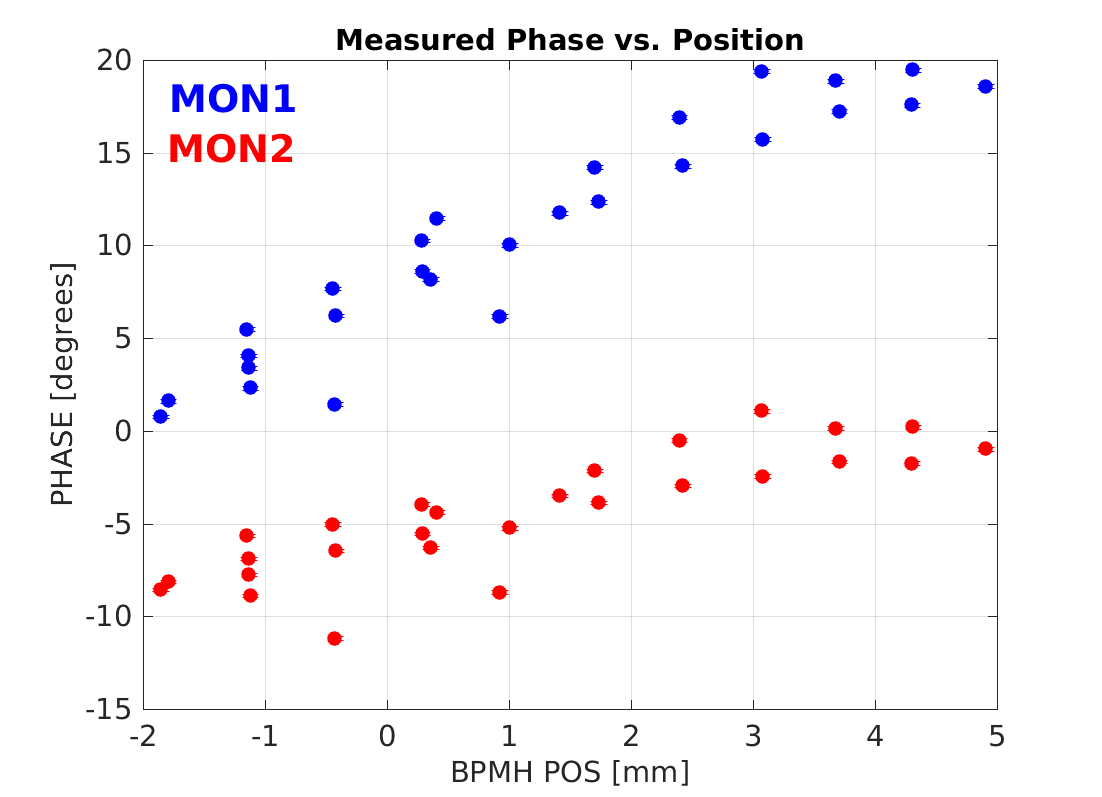 Measured Phase vs. Position
MON1
MON2
20
15
10
5
0
-5
-10
-15
PHASE [degrees]
-2 -1 0 1 2 3 4 5
BPMH POS [mm]